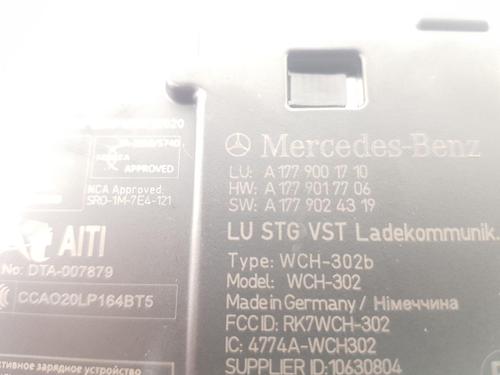 5740
APPROVED
NCA Approved:
SRO-1M-7E4-121
AITI
No: DTA-007879
CCAO20LP164BT5
зарядное устройство
Mercedes-Benz
LU: A 177 900 17 10
HW: A 177 901 77 06
SW: A 177 902 43 19
LU STG VST Ladekommunik.
TYPE: WCH-302b
Model: WCH-302
Made in Germany / Німеччина
FCC ID: RK7WCH-302
IC: 4774A-WCH302
SUPPLIER ID:10630804